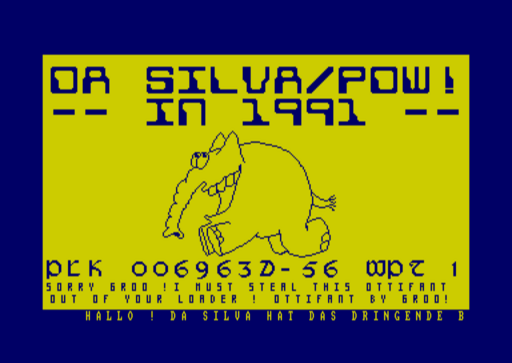 DA SILVA/POW!
-- IN 1991 --
PLK 006963D-56 WPT 1
SORRY GROO !I MUST STEAL THIS OTTIFANT
OUT OF YOUR LOADER ! OTTIFANT BY GROO!
HALLO ! DA SILVA HAT DAS DRINGENDE B